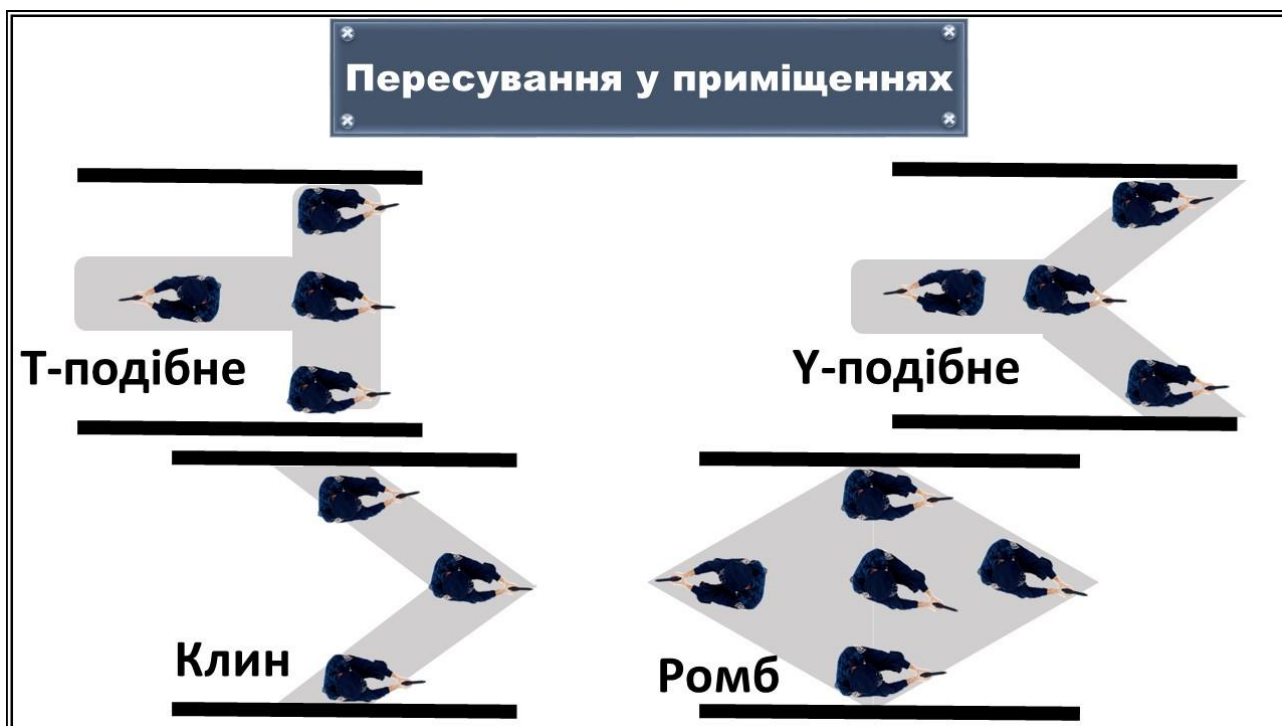 Пересування у приміщеннях
Т-подібне
Y-подібне
Клин
Ромб